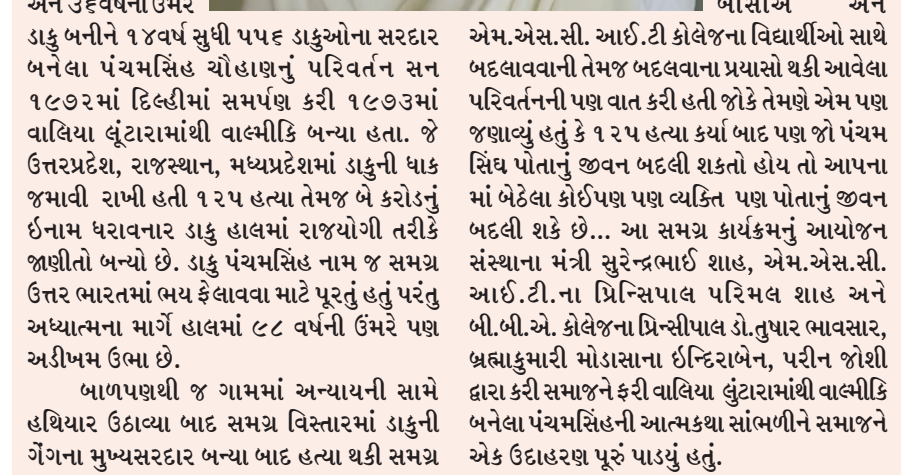 અને ૩૬વર્ષની ઉંમરે
ડાકુ બનીને ૧૪વર્ષ સુધી ૫૫૬ ડાકુઓના સરદાર
બનેલા પંચમસિંહ ચૌહાણનું પરિવર્તન સન
૧૯૭૨માં દિલ્હીમાં સમર્પણ કરી ૧૯૭૩માં
વાલિયા લૂંટારામાંથી વાલ્મીકિ બન્યા હતા. જે
ઉત્તરપ્રદેશ, રાજસ્થાન, મધ્યપ્રદેશમાં ડાકુની ધાક
જમાવી રાખી હતી ૧૨૫ હત્યા તેમજ બે કરોડનું
ઇનામ ધરાવનાર ડાકુ હાલમાં રાજયોગી તરીકે
જાણીતો બન્યો છે. ડાકુ પંચમસિંહ નામ જ સમગ્ર
ઉત્તર ભારતમાં ભય ફેલાવવા માટે પૂરતું હતું પરંતુ
અધ્યાત્મના માર્ગે હાલમાં ૯૮ વર્ષની ઉંમરે પણ
અડીખમ ઉભા છે.
બાળપણથી જ ગામમાં અન્યાયની સામે
હથિયાર ઉઠાવ્યા બાદ સમગ્ર વિસ્તારમાં ડાકુની
ગેંગના મુખ્યસરદાર બન્યા બાદ હત્યા થકી સમગ્ર
બીસીએ અને
એમ.એસ.સી. આઈ.ટી કોલેજના વિદ્યાર્થીઓ સાથે
બદલાવવાની તેમજ બદલવાના પ્રયાસો થકી આવેલા
પરિવર્તનની પણ વાત કરી હતી જોકે તેમણે એમ પણ
જણાવ્યું હતું કે ૧૨૫ હત્યા કર્યા બાદ પણ જો પંચમ
સિંઘ પોતાનું જીવન બદલી શકતો હોય તો આપના
માં બેઠેલા કોઈપણ પણ વ્યક્તિ પણ પોતાનું જીવન
બદલી શકે છે... આ સમગ્ર કાર્યક્રમનું આયોજન
સંસ્થાના મંત્રી સુરેન્દ્રભાઈ શાહ, એમ.એસ.સી.
આઈ.ટી.ના પ્રિન્સિપાલ પરિમલ શાહ અને
બી.બી.એ. કોલેજના પ્રિન્સીપાલ ડો.તુષાર ભાવસાર,
બ્રહ્માકુમારી મોડાસાના ઇન્દિરાબેન, પરીન જોશી
દ્વારા કરી સમાજને ફરી વાલિયા લુંટારામાંથી વાલ્મીકિ
બનેલા પંચમસિંહની આત્મકથા સાંભળીને સમાજને
એક ઉદાહરણ પૂરું પાડયું હતું.